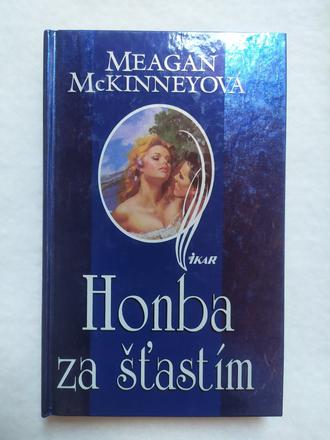 MEAGAN
MCKINNEYOVÁ
IKAR
Honba
za šťastím